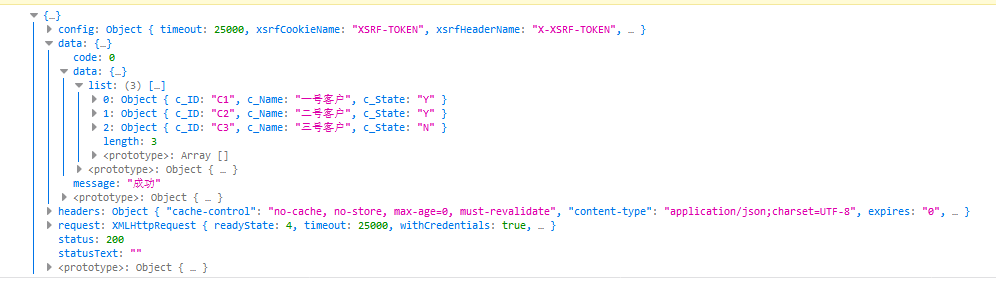 {…}
config: Object { timeout: 25000, xsrfCookieName: "XSRF-TOKEN", xsrfHeaderName: "X-XSRF-TOKEN", … }
data: {…}
code: 0
data: {…}
list: (3) […]
0: Object { c_ID: "C1", c_Name: "一号客户", c_State: "Y" }
1: Object { c_ID: "C2", c_Name: "二号客户", c_State: "Y" }
2: Object { c_ID: "C3", c_Name: "三号客户", c_State: "N" }
length: 3
<prototype>: Array []
<prototype>: Object { … }
message: "成功"
<prototype>: Object { … }
headers: Object { "cache-control": "no-cache, no-store, max-age=0, must-revalidate", "content-type": "application/json;charset=UTF-8", expires: "0", … }
request: XMLHttpRequest { readyState: 4, timeout: 25000, withCredentials: true, … }
status: 200
statusText: ""
<prototype>: Object { … }